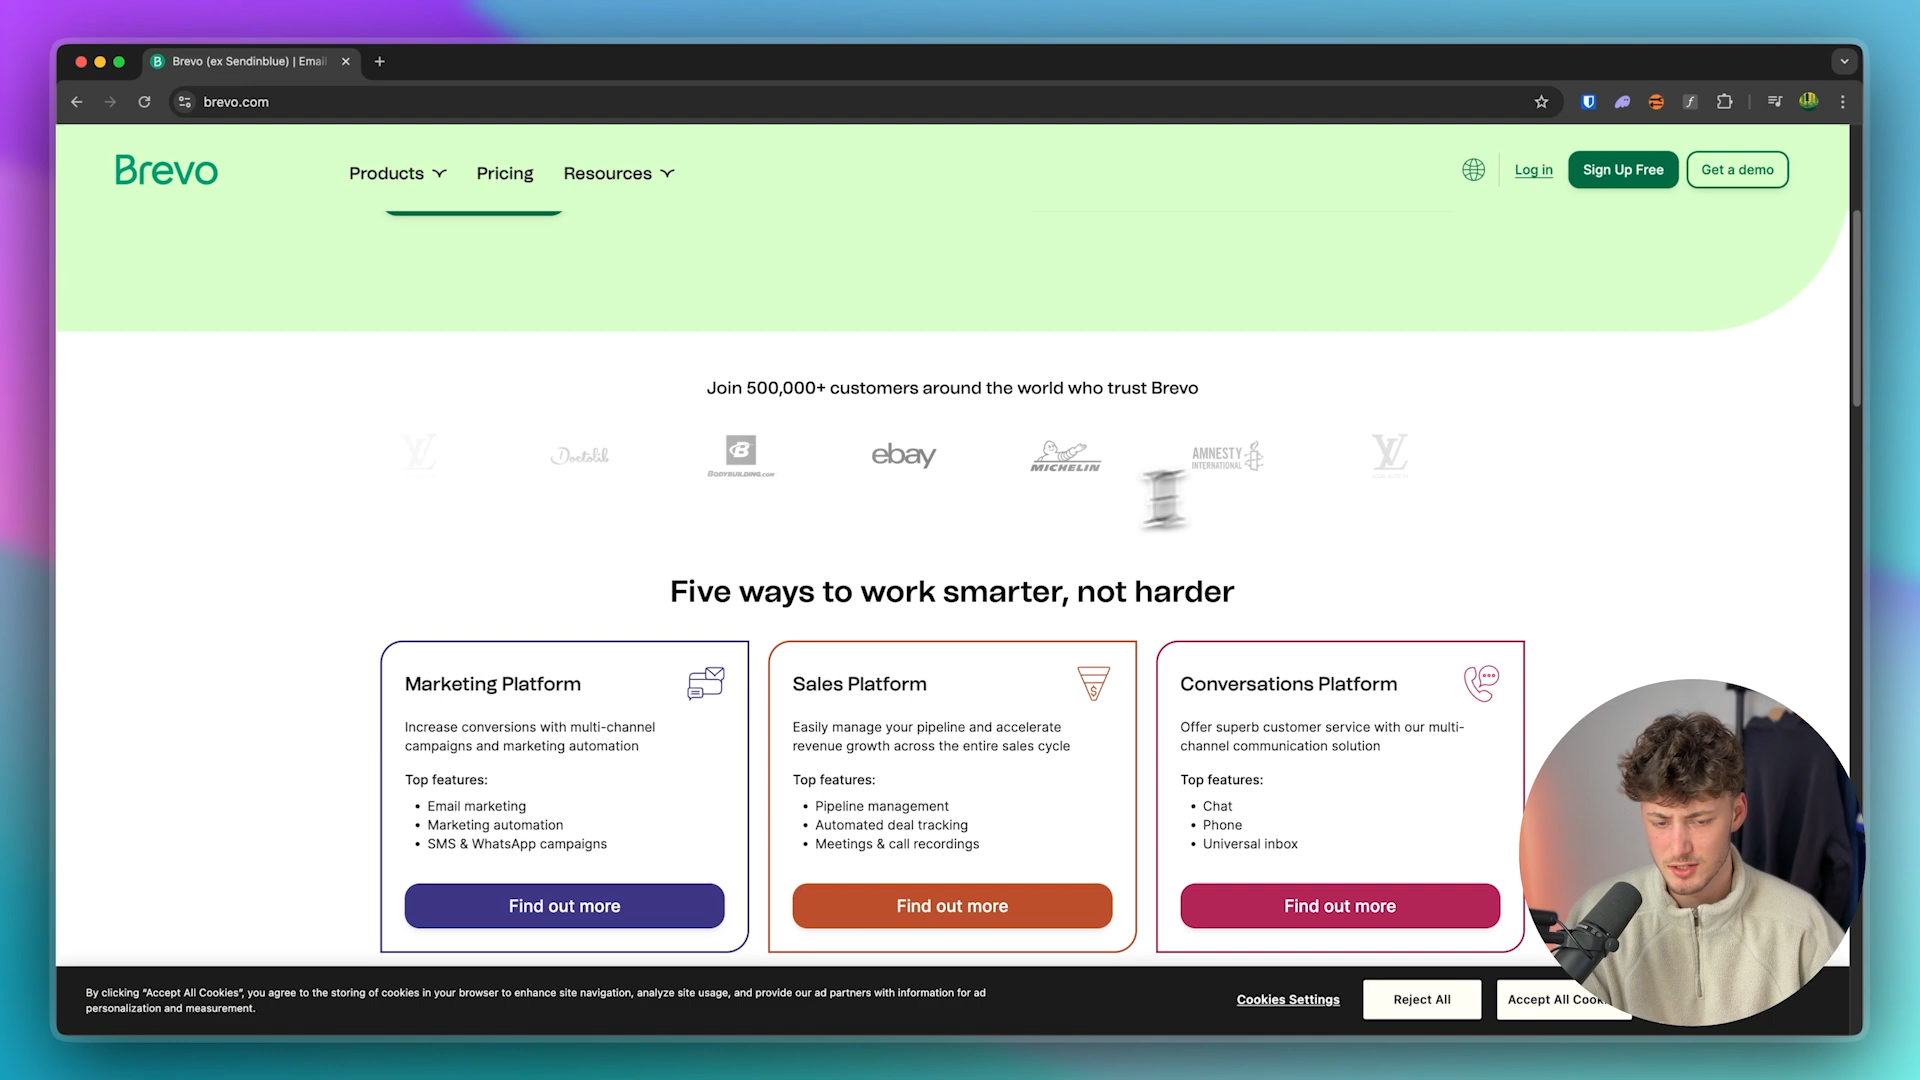 Brevo (ex Sendinblue) | Email
brevo.com
Brevo
Products
Pricing
Resources
Log in
Sign Up Free
Get a demo
Join 500,000+ customers around the world who trust Brevo
LV
Doctolib
B
BODYBUILDING.com
ebay
MICHELIN
AMNESTY
INTERNATIONAL
LV
Five ways to work smarter, not harder
Marketing Platform
Increase conversions with multi-channel
campaigns and marketing automation
Top features:
• Email marketing
• Marketing automation
• SMS & WhatsApp campaigns
Find out more
Sales Platform
Easily manage your pipeline and accelerate
revenue growth across the entire sales cycle
Top features:
• Pipeline management
• Automated deal tracking
• Meetings & call recordings
Find out more
Conversations Platform
Offer superb customer service with our multi-
channel communication solution
Top features:
• Chat
• Phone
• Universal inbox
Find out more
By clicking “Accept All Cookies”, you agree to the storing of cookies in your browser to enhance site navigation, analyze site usage, and provide our ad partners with information for ad
personalization and measurement.
Cookies Settings
Reject All
Accept All